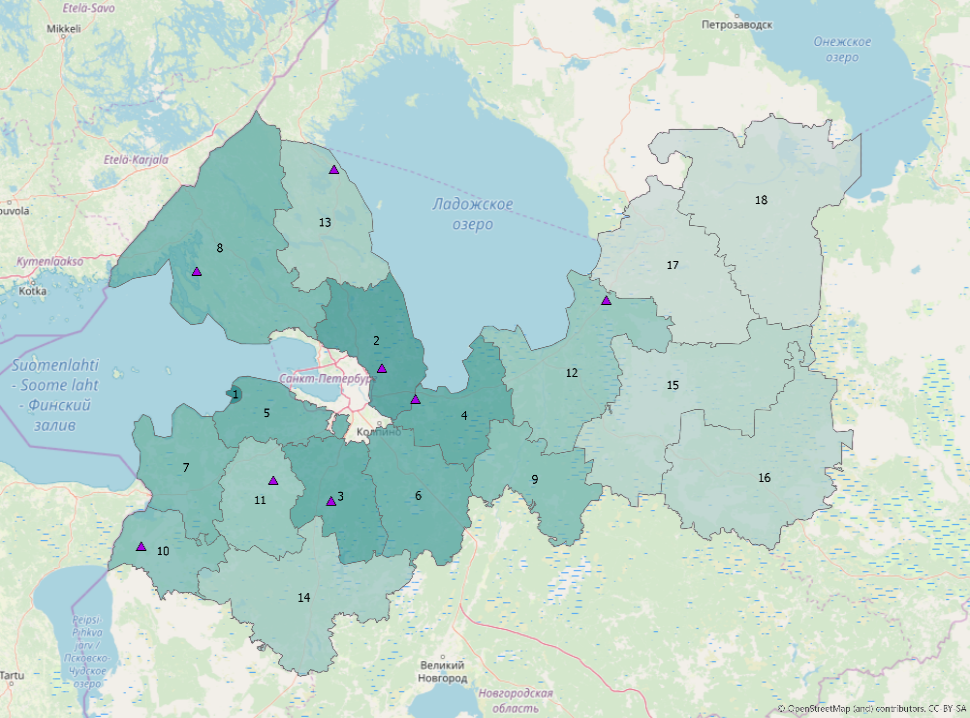 Etelä-Savo
Mikkeli
Петрозаводск
Онежское
озеро
Etelä-Karjala
18
Ладожское
озеро
13
uvola
8
17
Kymenlaakso
Kotka
2
Suomenlahti
- Soome laht
- Финский
залив
Санкт-Петербург
12
15
1
5
4
Колпино
7
3
9
16
11
6
10
14
Peipsi
Pihkva
järv /
Псковско-
Чудское
озеро
Tartu
Великий
Новгород
Новгородская
область
© OpenStreetMap (and) contributors, CC-BY-SA